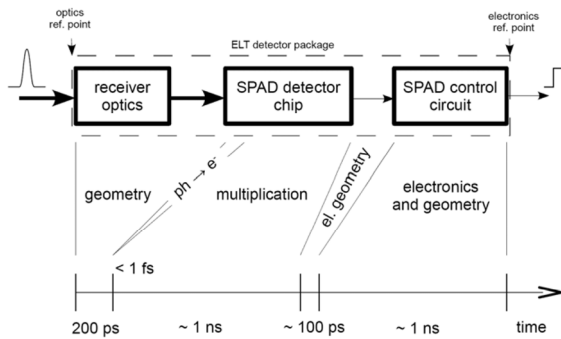 optics
ref. point
electronics
ref. point
ELT detector package
receiver
optics
SPAD detector
chip
SPAD control
circuit
geometry
ph → e-
multiplication
el. geometry
electronics
and geometry
< 1 fs
200 ps
~ 1 ns
~ 100 ps
~ 1 ns
time